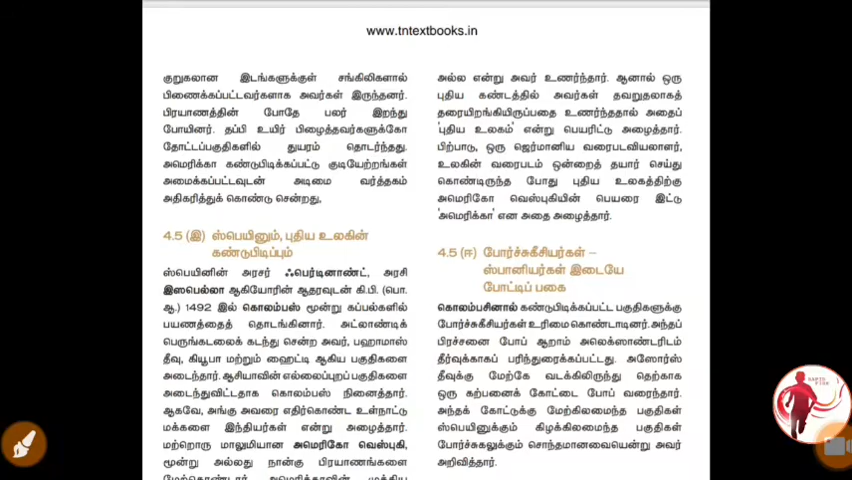 www.tntextbooks.in
குறுகலான இடங்களுக்குள் சங்கிலிகளால்
பிணைக்கப்பட்டவர்களாக அவர்கள் இருந்தனர்.
பிரயாணத்தின் போதே பலர் இறந்து
போயினர். தப்பி உயிர் பிழைத்தவர்களுக்கோ
தோட்டப்பகுதிகளில் துயரம் தொடர்ந்தது.
அமெரிக்கா கண்டுபிடிக்கப்பட்டு குடியேற்றங்கள்
அமைக்கப்பட்டவுடன் அடிமை வர்த்தகம்
அதிகரித்துக் கொண்டு சென்றது,
4.5 (இ) ஸ்பெயினும், புதிய உலகின்
கண்டுபிடிப்பும்
ஸ்பெயினின் அரசர் ஃபெர்டினாண்ட், அரசி
இஸபெல்லா ஆகியோரின் ஆதரவுடன் கி.பி. (பொ.
ஆ.) 1492 இல் கொலம்பஸ் மூன்று கப்பல்களில்
பயணத்தைத் தொடங்கினார். அட்லாண்டிக்
பெருங்கடலைக் கடந்து சென்ற அவர், பஹாமாஸ்
தீவு, கியூபா மற்றும் ஹைட்டி ஆகிய பகுதிகளை
அடைந்தார். ஆசியாவின் எல்லைப்புறப் பகுதிகளை
அடைந்துவிட்டதாக கொலம்பஸ் நினைத்தார்.
ஆகவே, அங்கு அவரை எதிர்கொண்ட உள்நாட்டு
மக்களை இந்தியர்கள் என்று அழைத்தார்.
மற்றொரு மாலுமியான அமெரிகோ வெஸ்புகி,
மூன்று அல்லது நான்கு பிரயாணங்களை
மேற்கொண்டார். அமெரிக்காவின் முக்கிய
அல்ல என்று அவர் உணர்ந்தார். ஆனால் ஒரு
புதிய கண்டத்தில் அவர்கள் தவறுதலாகத்
தரையிறங்கியிருப்பதை உணர்ந்ததால் அதைப்
'புதிய உலகம்' என்று பெயரிட்டு அழைத்தார்.
பிற்பாடு, ஒரு ஜெர்மானிய வரைபடவியலாளர்,
உலகின் வரைபடம் ஒன்றைத் தயார் செய்து
கொண்டிருந்த போது புதிய உலகத்திற்கு
அமெரிகோ வெஸ்புகியின் பெயரை இட்டு
'அமெரிக்கா' என அதை அழைத்தார்.
4.5 (ஈ) போர்ச்சுகீசியர்கள் –
ஸ்பானியர்கள் இடையே
போட்டிப் பகை
கொலம்பசினால் கண்டுபிடிக்கப்பட்ட பகுதிகளுக்கு
போர்ச்சுகீசியர்கள் உரிமை கொண்டாடினர். அந்தப்
பிரச்சனை போப் ஆறாம் அலெக்ஸாண்டரிடம்
தீர்வுக்காகப் பரிந்துரைக்கப்பட்டது. அஸோர்ஸ்
தீவுக்கு மேற்கே வடக்கிலிருந்து தெற்காக
ஒரு கற்பனைக் கோட்டை போப் வரைந்தார்.
அந்தக் கோட்டுக்கு மேற்கிலமைந்த பகுதிகள்
ஸ்பெயினுக்கும் கிழக்கிலமைந்த பகுதிகள்
போர்ச்சுகலுக்கும் சொந்தமானவையென்று அவர்
அறிவித்தார்.